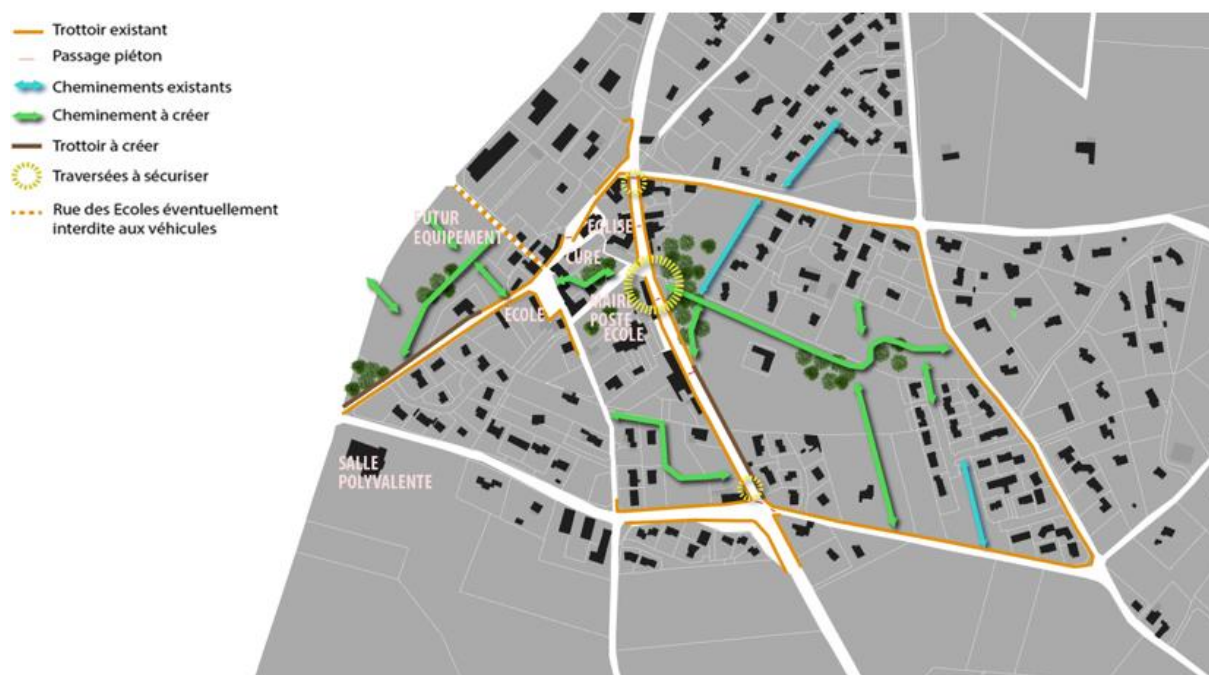 Trottoir existant
Passage piéton
Cheminements existants
Cheminement à créer
Trottoir à créer
Traversées à sécuriser
Rue des Ecoles éventuellement
interdite aux véhicules
FUTUR
EQUIPEMENT
EGLISE
CURE
ECOLE
MAIRIE
POSTE
ECOLE
SALLE
POLYVALENTE